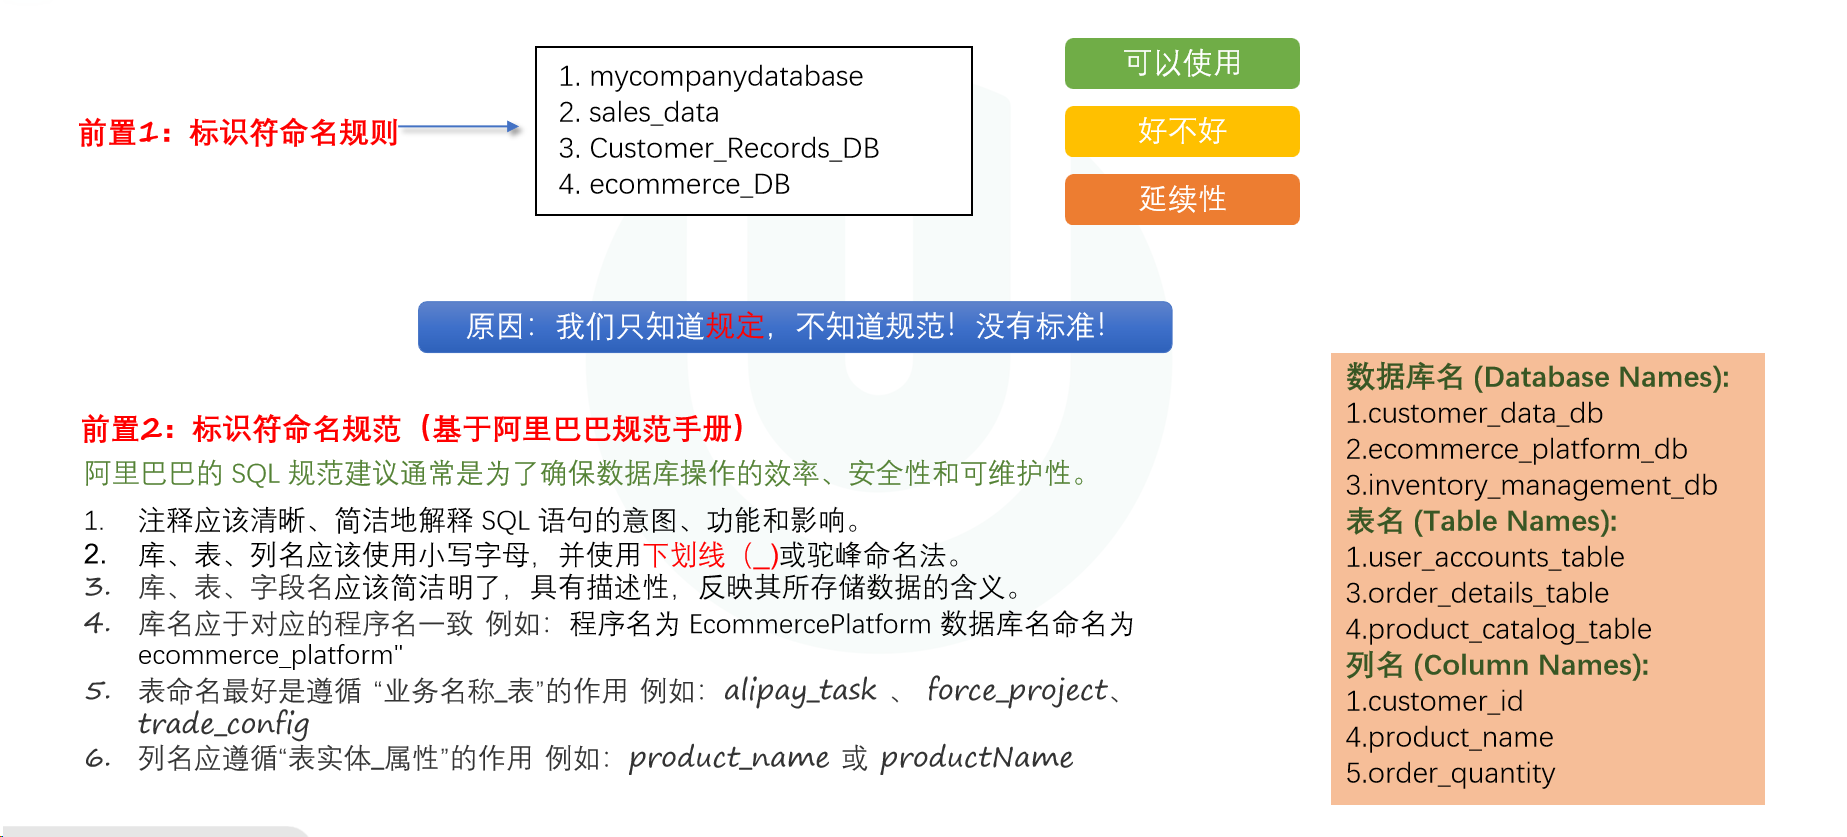 前置1：标识符命名规则
1. mycompanydatabase
2. sales_data
3. Customer_Records_DB
4. ecommerce_DB
可以使用
好不好
延续性
原因：我们只知道规定，不知道规范！没有标准！
前置2：标识符命名规范（基于阿里巴巴规范手册）
阿里巴巴的 SQL 规范建议通常是为了确保数据库操作的效率、安全性和可维护性。
1. 注释应该清晰、简洁地解释 SQL 语句的意图、功能和影响。
2. 库、表、列名应该使用小写字母，并使用下划线（_)或驼峰命名法。
3. 库、表、字段名应该简洁明了，具有描述性，反映其所存储数据的含义。
4. 库名应于对应的程序名一致 例如：程序名为 EcommercePlatform 数据库名命名为
ecommerce_platform"
5. 表命名最好是遵循 “业务名称_表”的作用 例如：alipay_task 、 force_project、
trade_config
6. 列名应遵循“表实体_属性”的作用 例如：product_name 或 productName
数据库名 (Database Names):
1.customer_data_db
2.ecommerce_platform_db
3.inventory_management_db
表名 (Table Names):
1.user_accounts_table
3.order_details_table
4.product_catalog_table
列名 (Column Names):
1.customer_id
4.product_name
5.order_quantity